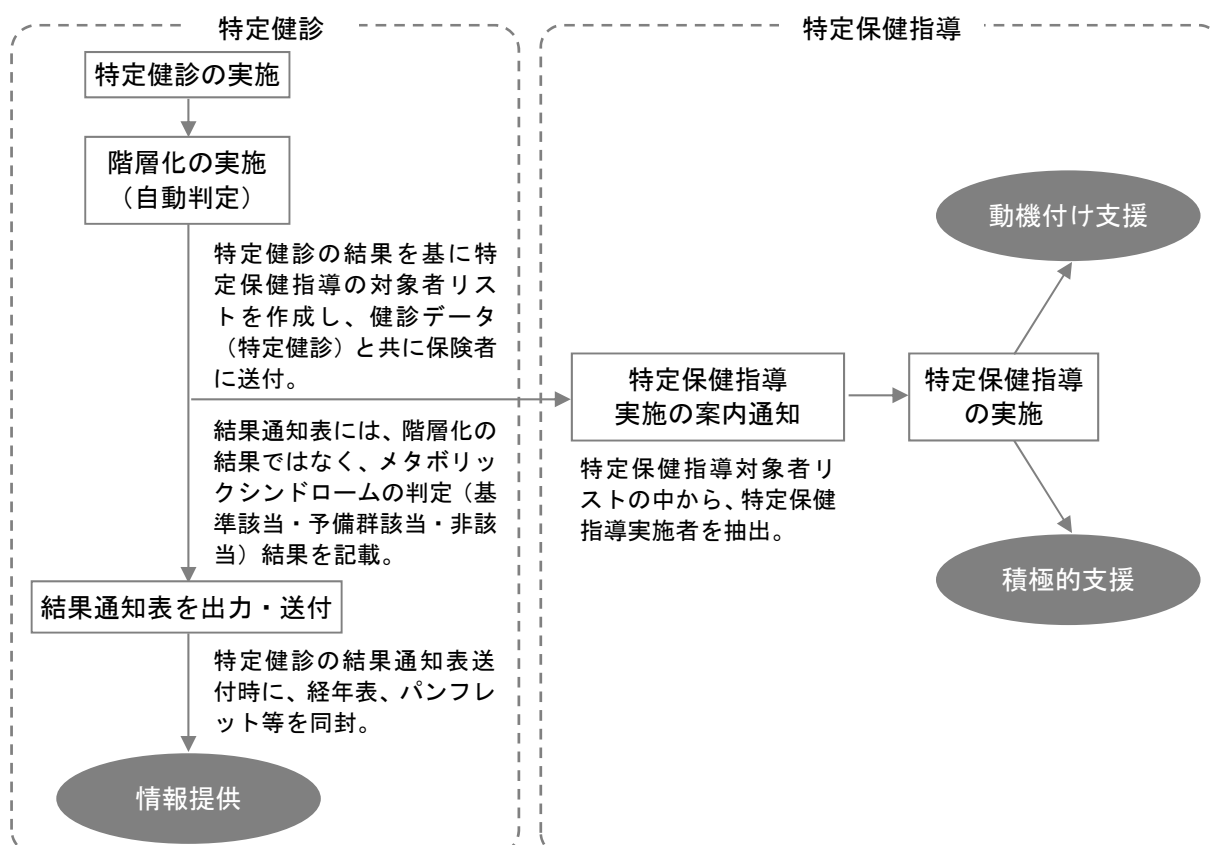 特定健診
特定健診の実施
階層化の実施
（自動判定）
特定健診の結果を基に特
定保健指導の対象者リス
トを作成し、健診データ
（特定健診）と共に保険者
に送付。
結果通知表には、階層化の
結果ではなく、メタボリッ
クシンドロームの判定（基
準該当・予備群該当・非該
当）結果を記載。
結果通知表を出力・送付
特定健診の結果通知表送
付時に、経年表、パンフレ
ット等を同封。
情報提供
特定保健指導
特定保健指導
実施の案内通知
特定保健指導対象者リ
ストの中から、特定保健
指導実施者を抽出。
特定保健指導
の実施
動機付け支援
積極的支援